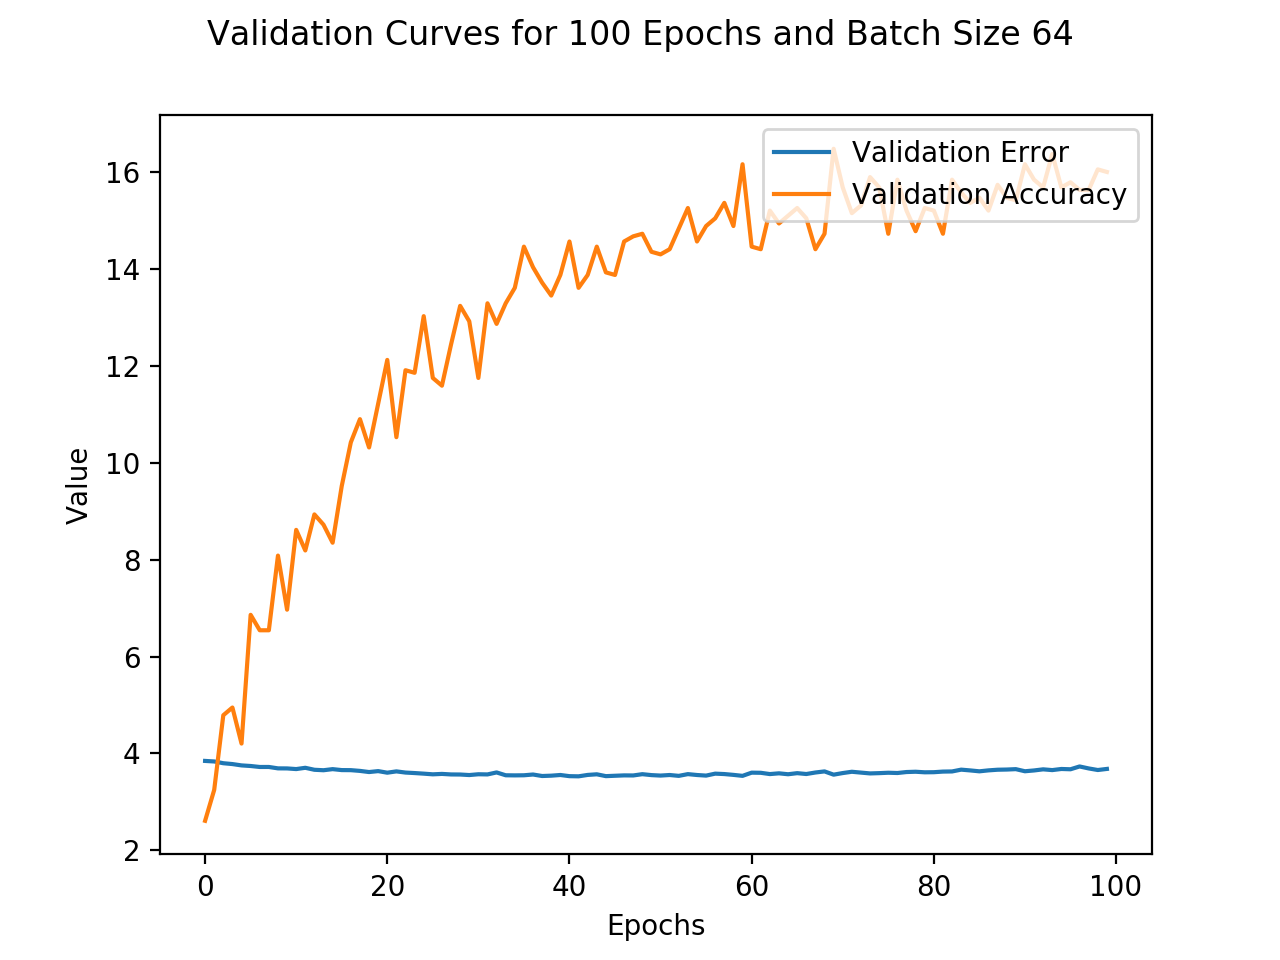 Validation Curves for 100 Epochs and Batch Size 64
Validation Error
Validation Accuracy
16
14
12
10
8
6
4
2
Value
0 20 40 60 80 100
Epochs